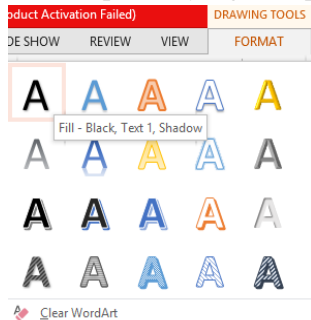 oduct Activation Failed)
DRAWING TOOLS
DE SHOW REVIEW VIEW FORMAT
A A A A A
Fill - Black, Text 1, Shadow
A A A A A
A A A A A
A A A A A
Clear WordArt